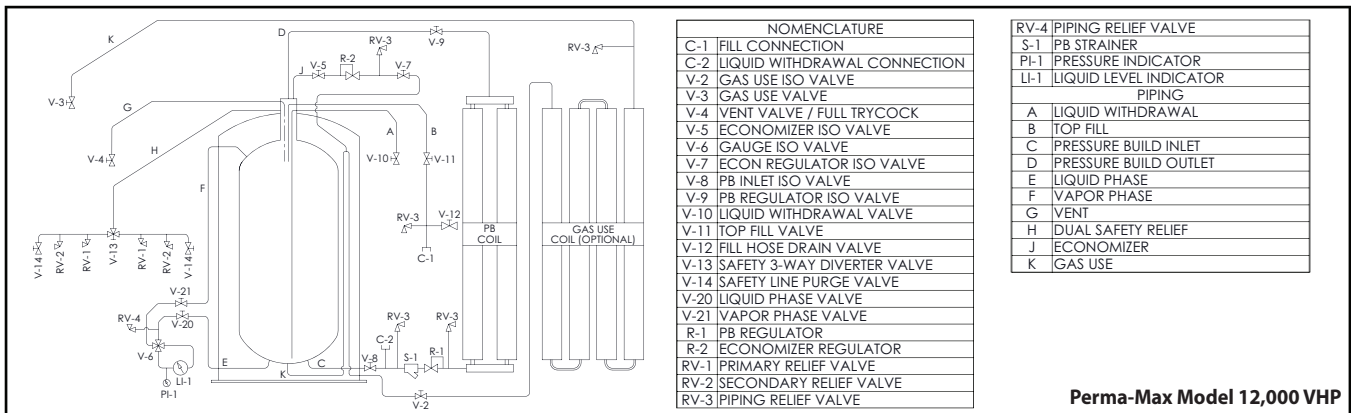 K
D
V-9
RV-3
RV-3
R-2
V-5
V-7
J
V-3
G
A
B
H
V-4
V-10
V-11
F
RV-3
V-12
C-1
PB
COIL
GAS USE
COIL (OPTIONAL)
V-14
RV-2
RV-1
V-13
RV-1
RV-2
V-14
V-21
RV-4
V-20
V-6
LI-1
PI-1
E
K
C
C-2
RV-3
RV-3
V-8
S-1
R-1
V-2
NOMENCLATURE
C-1 FILL CONNECTION
C-2 LIQUID WITHDRAWAL CONNECTION
V-2 GAS USE ISO VALVE
V-3 GAS USE VALVE
V-4 VENT VALVE / FULL TRYCOCK
V-5 ECONOMIZER ISO VALVE
V-6 GAUGE ISO VALVE
V-7 ECON REGULATOR ISO VALVE
V-8 PB INLET ISO VALVE
V-9 PB REGULATOR ISO VALVE
V-10 LIQUID WITHDRAWAL VALVE
V-11 TOP FILL VALVE
V-12 FILL HOSE DRAIN VALVE
V-13 SAFETY 3-WAY DIVERTER VALVE
V-14 SAFETY LINE PURGE VALVE
V-20 LIQUID PHASE VALVE
V-21 VAPOR PHASE VALVE
R-1 PB REGULATOR
R-2 ECONOMIZER REGULATOR
RV-1 PRIMARY RELIEF VALVE
RV-2 SECONDARY RELIEF VALVE
RV-3 PIPING RELIEF VALVE
RV-4 PIPING RELIEF VALVE
S-1 PB STRAINER
PI-1 PRESSURE INDICATOR
LI-1 LIQUID LEVEL INDICATOR
PIPING
A LIQUID WITHDRAWAL
B TOP FILL
C PRESSURE BUILD INLET
D PRESSURE BUILD OUTLET
E LIQUID PHASE
F VAPOR PHASE
G VENT
H DUAL SAFETY RELIEF
J ECONOMIZER
K GAS USE
Perma-Max Model 12,000 VHP